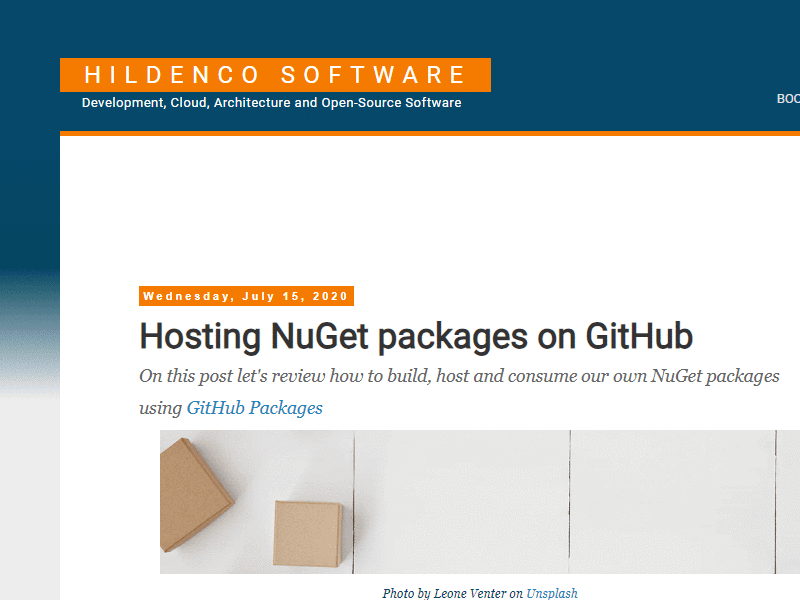 HILDENCO SOFTWARE
Development, Cloud, Architecture and Open-Source Software
Wednesday, July 15, 2020
Hosting NuGet packages on GitHub
On this post let's review how to build, host and consume our own NuGet packages
using GitHub Packages
Photo by Leone Venter on Unsplash